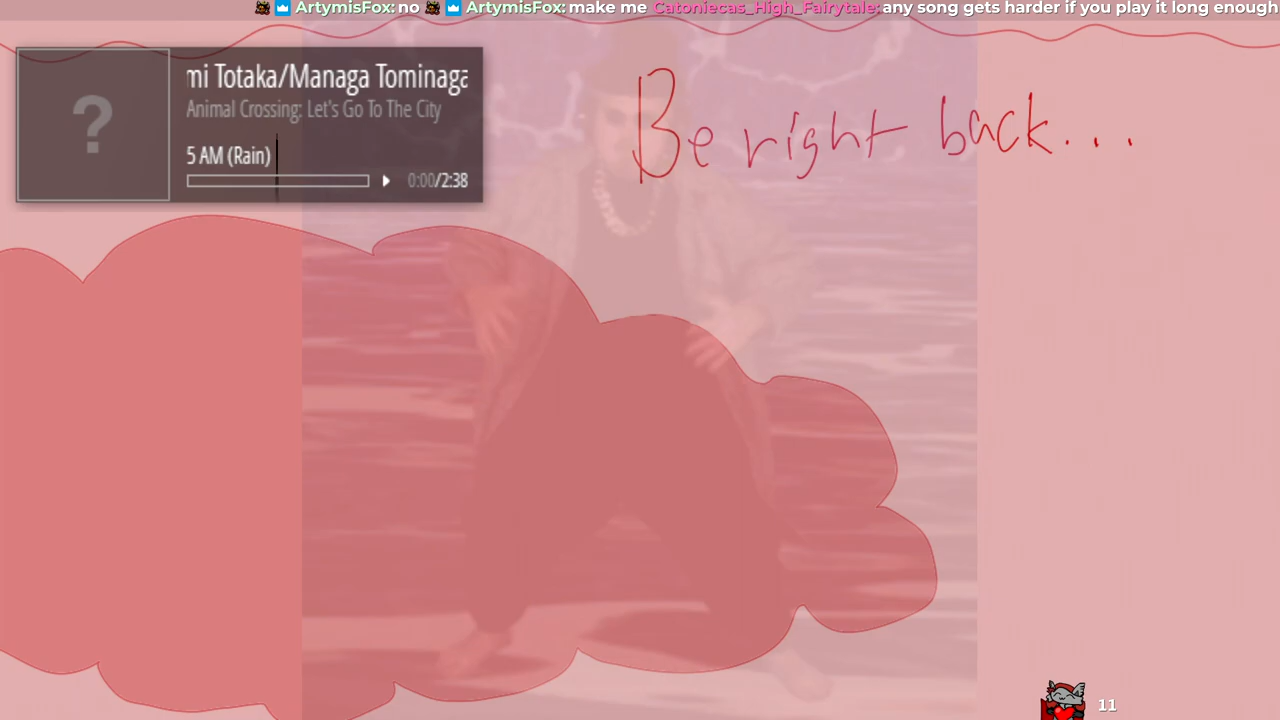 ArtymisFox: no ArtymisFox: make me Catoniecas_High_Fairytale: any song gets harder if you play it long enough
mi Totaka/Managa Tominaga
Animal Crossing: Let's Go To The City
5 AM (Rain)
0:00/2:38
?
Be right back...
11